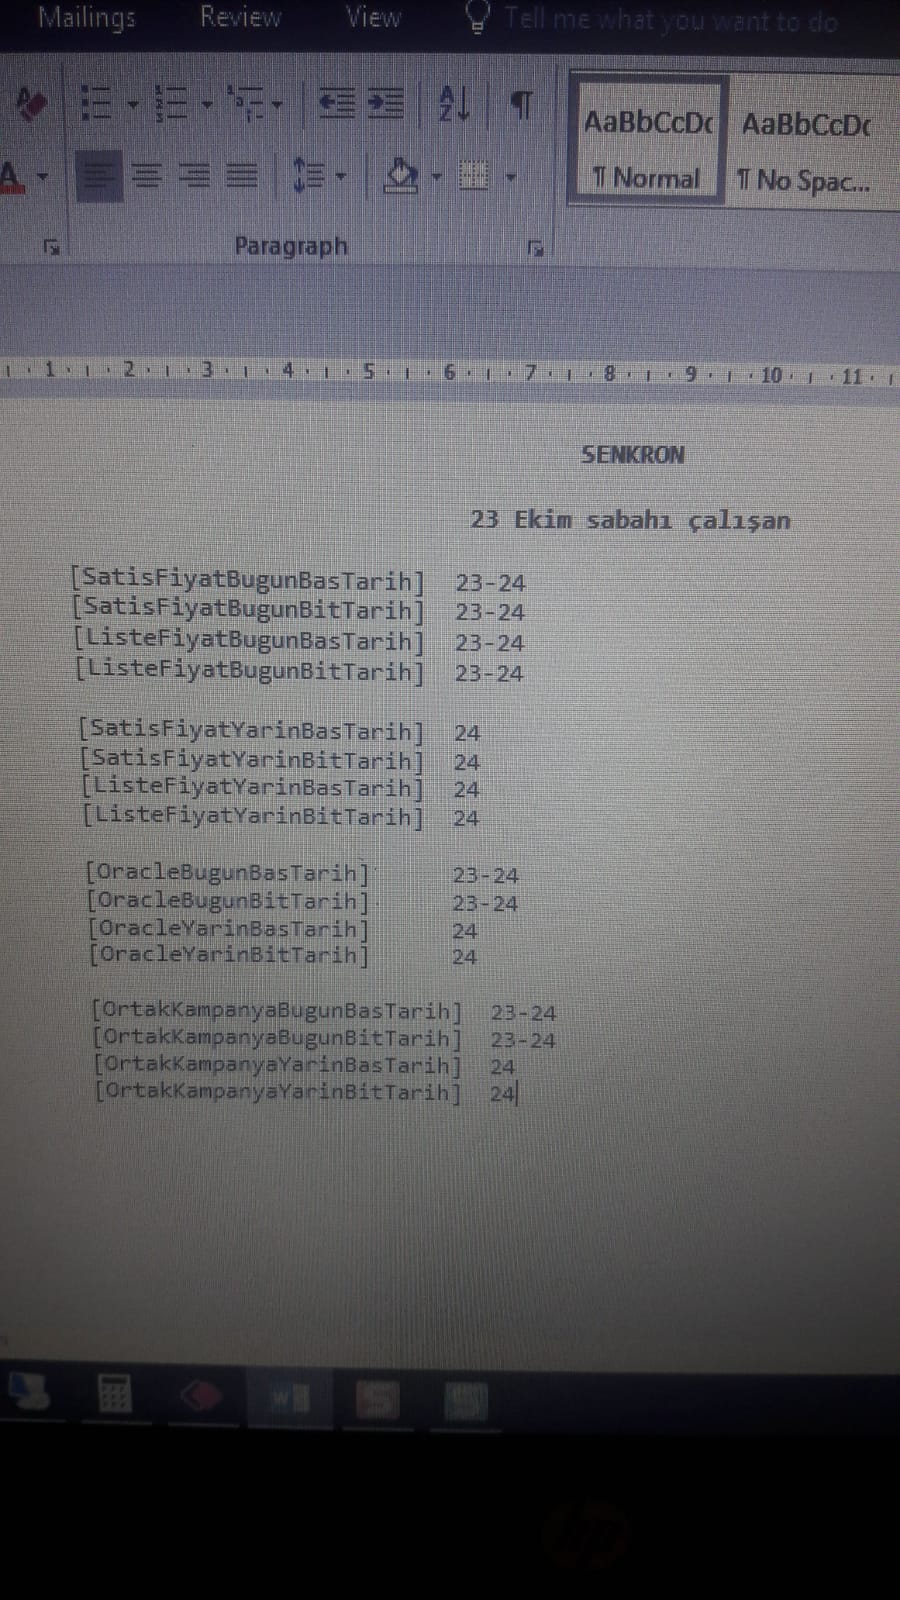 Mailings Review View Tell me what you want to do
AaBbCcDc AaBbCcDc
¶ Normal ¶ No Spac...
Paragraph
1 2 3 4 5 6 7 8 9 10 11
SENKRON
23 Ekim sabahı çalışan
[SatisFiyatBugunBasTarih] 23-24
[SatisFiyatBugunBitTarih] 23-24
[ListeFiyatBugunBasTarih] 23-24
[ListeFiyatBugunBitTarih] 23-24
[SatisFiyatYarinBasTarih] 24
[SatisFiyatYarinBitTarih] 24
[ListeFiyatYarinBasTarih] 24
[ListeFiyatYarinBitTarih] 24
[OracleBugunBasTarih] 23-24
[OracleBugunBitTarih] 23-24
[OracleYarinBasTarih] 24
[OracleYarinBitTarih] 24
[OrtakKampanyaBugunBasTarih] 23-24
[OrtakKampanyaBugunBitTarih] 23-24
[OrtakKampanyaYarinBasTarih] 24
[OrtakKampanyaYarinBitTarih] 24
hp